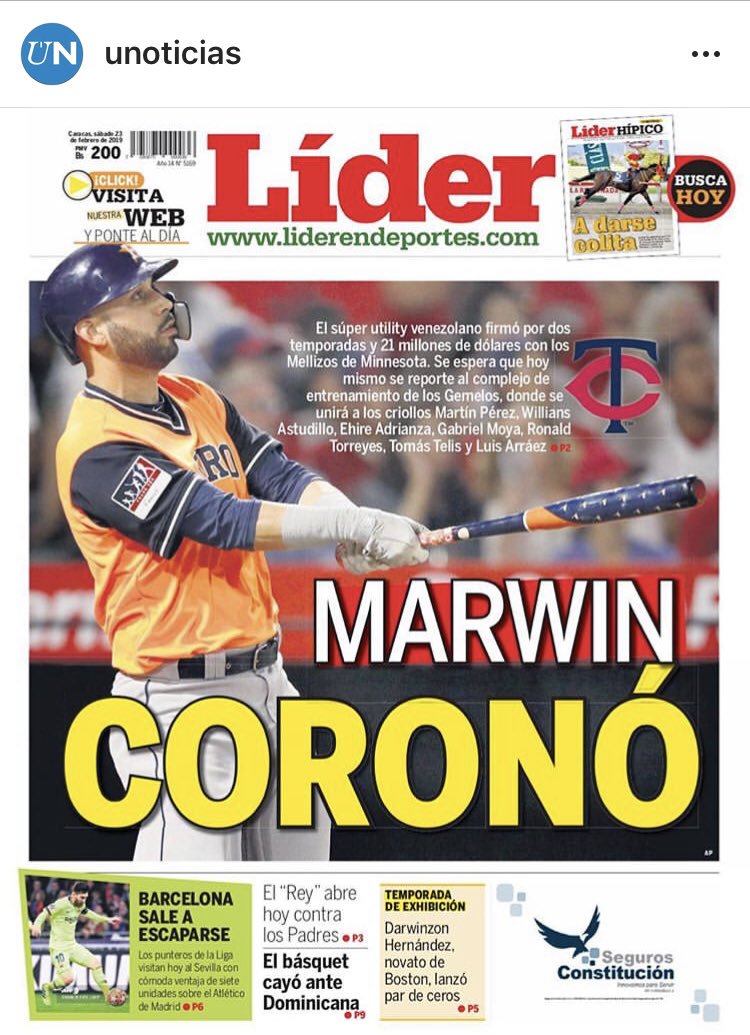 unoticias
Caracas, sábado 23
de febrero de 2019
PMV
Bs 200
Año 14 N° 5169
¡CLICK!
VISITA
NUESTRA WEB
Y PONTE AL DÍA
Líder
www.liderendeportes.com
Líder HÍPICO
A darse
colita
BUSCA
HOY
El súper utility venezolano firmó por dos
temporadas y 21 millones de dólares con los
Mellizos de Minnesota. Se espera que hoy
mismo se reporte al complejo de
entrenamiento de los Gemelos, donde se
unirá a los criollos Martín Pérez, Willians
Astudillo, Ehire Adrianza, Gabriel Moya, Ronald
Torreyes, Tomás Telis y Luis Arráez P2
TC
MARWIN
CORONÓ
AP
BARCELONA
SALE A
ESCAPARSE
Los punteros de la Liga
visitan hoy al Sevilla con
cómoda ventaja de siete
unidades sobre el Atlético
de Madrid P6
El "Rey" abre
hoy contra
los Padres P3
El básquet
cayó ante
Dominicana P9
TEMPORADA
DE EXHIBICIÓN
Darwinzon
Hernández,
novato de
Boston, lanzó
par de ceros
P5
Seguros
Constitución